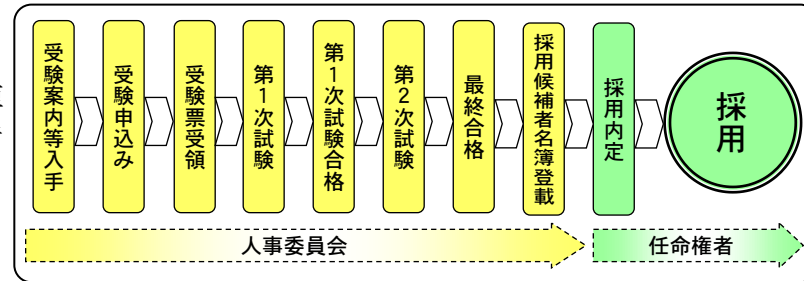 受験案内等入手
受験申込み
受験票受領
第1次試験
第1次試験合格
第2次試験
最終合格
採用候補者名簿登載
採用内定
採用
人事委員会
任命権者